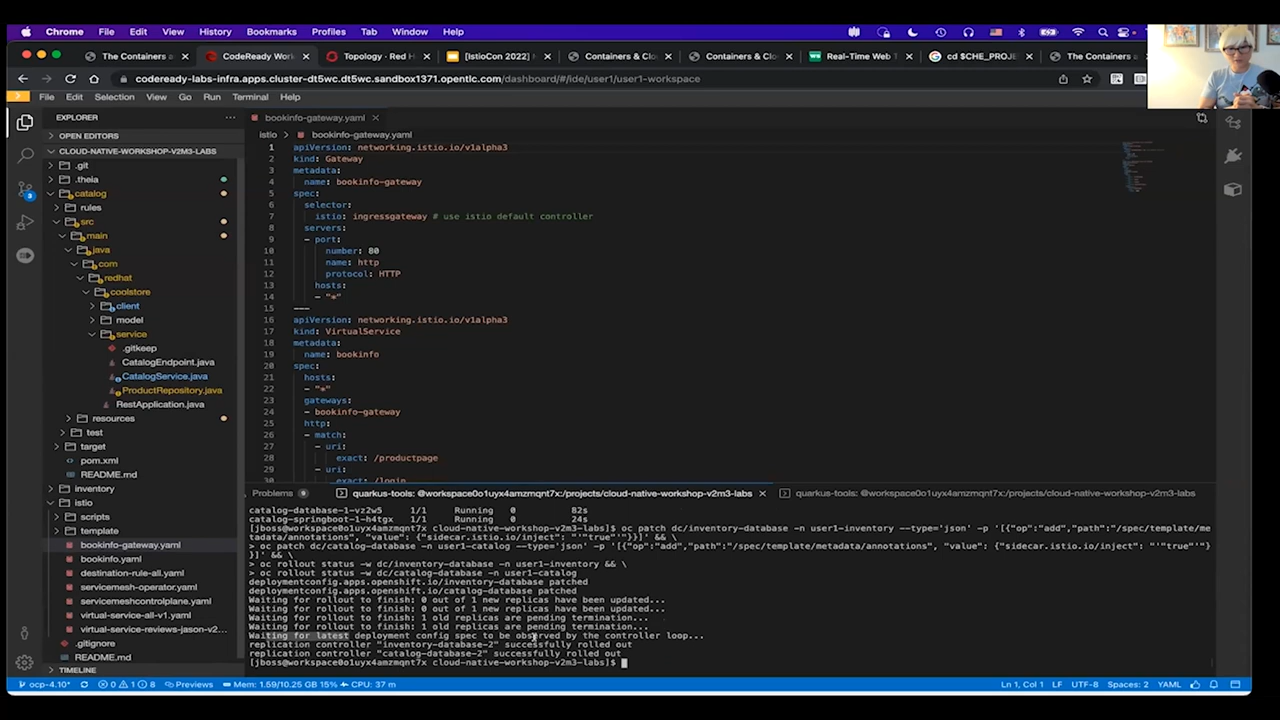 Chrome File Edit View History Bookmarks Profiles Tab Window Help
The Containers a CodeReady Wor Topology - Red H [IstioCon 2022] Containers & Clo Containers & Clo Real-Time Web cd $CHE_PROJE The Containers a
codeready-labs-infra.apps.cluster-dt5wc.dt5wc.sandbox1371.opentlc.com/dashboard/#/ide/user1/user1-workspace
File Edit Selection View Go Run Terminal Help
EXPLORER
OPEN EDITORS
CLOUD-NATIVE-WORKSHOP-V2M3-LABS
.git
.theia
catalog
rules
src
main
java
com
redhat
coolstore
client
model
service
.gitkeep
CatalogEndpoint.java
CatalogService.java
ProductRepository.java
RestApplication.java
resources
test
target
pom.xml
README.md
inventory
istio
scripts
template
bookinfo-gateway.yaml
bookinfo.yaml
destination-rule-all.yaml
servicemesh-operator.yaml
servicemeshcontrolplane.yaml
virtual-service-all-v1.yaml
virtual-service-reviews-jason-v2...
.gitignore
README.md
TIMELINE
3
bookinfo-gateway.yaml
istio > bookinfo-gateway.yaml
1 apiVersion: networking.istio.io/v1alpha3
2 kind: Gateway
3 metadata:
4 name: bookinfo-gateway
5 spec:
6 selector:
7 istio: ingressgateway # use istio default controller
8 servers:
9 - port:
10 number: 80
11 name: http
12 protocol: HTTP
13 hosts:
14 - "*"
15 ---
16 apiVersion: networking.istio.io/v1alpha3
17 kind: VirtualService
18 metadata:
19 name: bookinfo
20 spec:
21 hosts:
22 - "*"
23 gateways:
24 - bookinfo-gateway
25 http:
26 - match:
27 - uri:
28 exact: /productpage
29 - uri:
30 exact: /login
Problems 9 quarkus-tools: @workspace0o1uyx4amzmqnt7x:/projects/cloud-native-workshop-v2m3-labs quarkus-tools: @workspace0o1uyx4amzmqnt7x:/projects/cloud-native-workshop-v2m3-labs
catalog-database-1-vz2w5 1/1 Running 0 82s
catalog-springboot-1-h4tgx 1/1 Running 0 24s
[jboss@workspace0o1uyx4amzmqnt7x cloud-native-workshop-v2m3-labs]$ oc patch dc/inventory-database -n user1-inventory --type='json' -p '[{"op":"add","path":"/spec/template/me
tadata/annotations", "value": {"sidecar.istio.io/inject": "'"true"'"}}]' && \
> oc patch dc/catalog-database -n user1-catalog --type='json' -p '[{"op":"add","path":"/spec/template/metadata/annotations", "value": {"sidecar.istio.io/inject": "'"true"'"}
}]' && \
> oc rollout status -w dc/inventory-database -n user1-inventory && \
> oc rollout status -w dc/catalog-database -n user1-catalog
deploymentconfig.apps.openshift.io/inventory-database patched
deploymentconfig.apps.openshift.io/catalog-database patched
Waiting for rollout to finish: 0 out of 1 new replicas have been updated...
Waiting for rollout to finish: 0 out of 1 new replicas have been updated...
Waiting for rollout to finish: 1 old replicas are pending termination...
Waiting for rollout to finish: 1 old replicas are pending termination...
Waiting for latest deployment config spec to be observed by the controller loop...
replication controller "inventory-database-2" successfully rolled out
replication controller "catalog-database-2" successfully rolled out
[jboss@workspace0o1uyx4amzmqnt7x cloud-native-workshop-v2m3-labs]$
ocp-4.10* 0 1 8 Previews Mem: 1.59/10.25 GB 15% CPU: 37 m Ln 1, Col 1 LF UTF-8 Spaces: 2 YAML